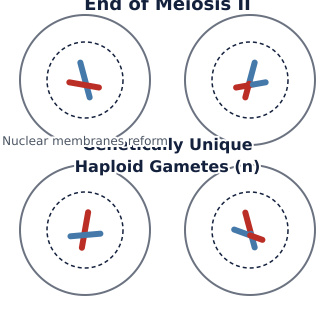 End of Meiosis II
Nuclear membranes reform
Genetically Unique
Haploid Gametes (n)